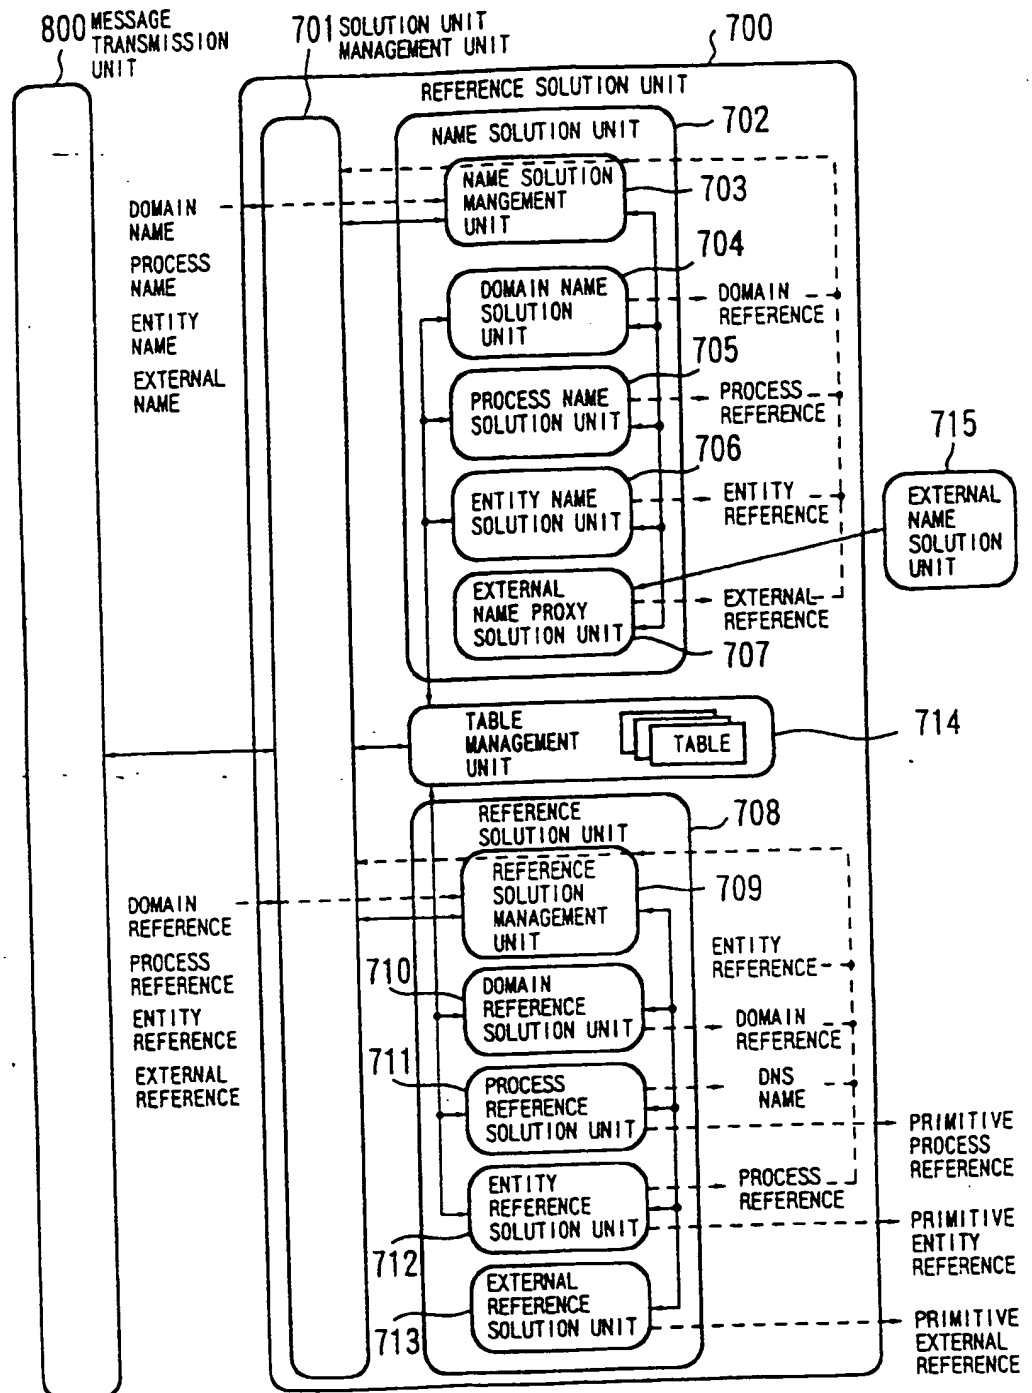 800 MESSAGE
TRANSMISSION
UNIT
701 SOLUTION UNIT
MANAGEMENT UNIT
700
REFERENCE SOLUTION UNIT
NAME SOLUTION UNIT
702
NAME SOLUTION
MANGEMENT
UNIT
703
DOMAIN
NAME
PROCESS
NAME
ENTITY
NAME
EXTERNAL
NAME
704
DOMAIN NAME
SOLUTION
UNIT
DOMAIN
REFERENCE
705
PROCESS NAME
SOLUTION UNIT
PROCESS
REFERENCE
706
ENTITY NAME
SOLUTION UNIT
ENTITY
REFERENCE
715
EXTERNAL
NAME
SOLUTION
UNIT
EXTERNAL
NAME PROXY
SOLUTION UNIT
EXTERNAL
REFERENCE
707
TABLE
MANAGEMENT
UNIT
TABLE
714
REFERENCE
SOLUTION UNIT
708
REFERENCE
SOLUTION
MANAGEMENT
UNIT
709
DOMAIN
REFERENCE
PROCESS
REFERENCE
ENTITY
REFERENCE
EXTERNAL
REFERENCE
ENTITY
REFERENCE
710
DOMAIN
REFERENCE
SOLUTION UNIT
DOMAIN
REFERENCE
711
PROCESS
REFERENCE
SOLUTION UNIT
DNS
NAME
PRIMITIVE
PROCESS
REFERENCE
ENTITY
REFERENCE
SOLUTION UNIT
PROCESS
REFERENCE
712
PRIMITIVE
ENTITY
REFERENCE
EXTERNAL
REFERENCE
SOLUTION UNIT
713
PRIMITIVE
EXTERNAL
REFERENCE